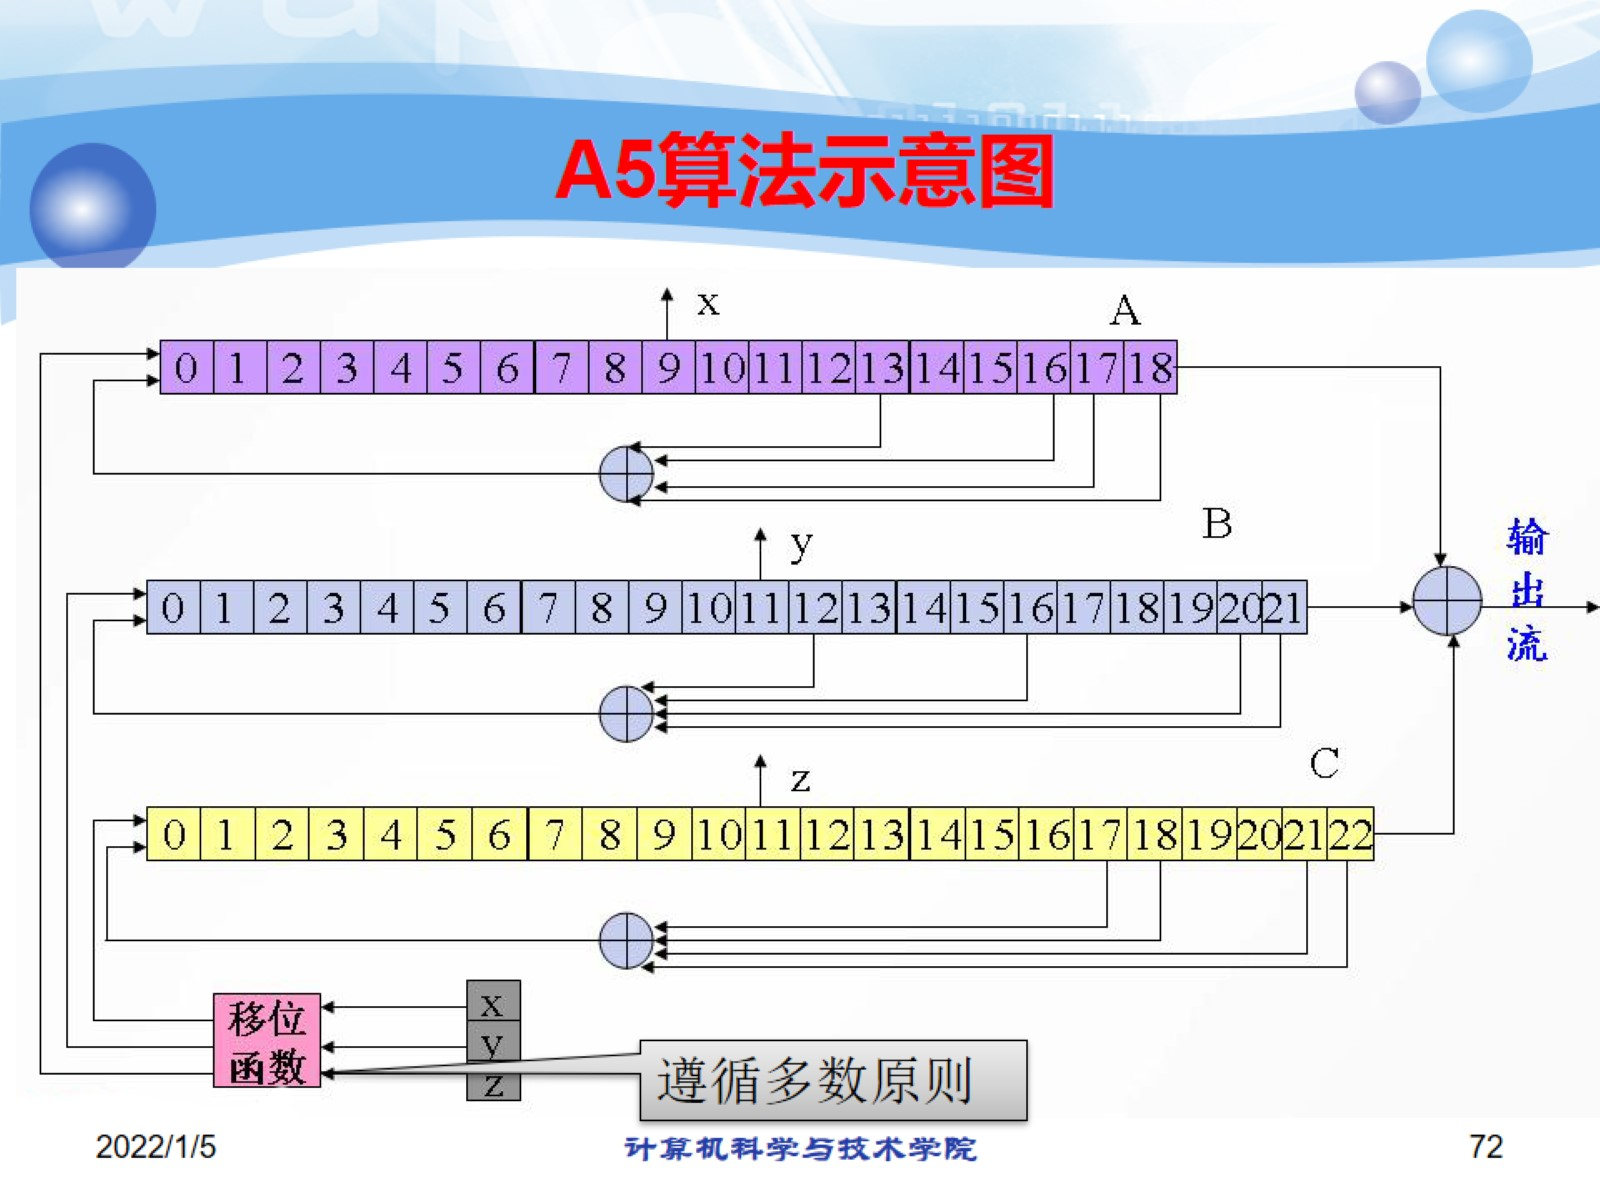 A5算法示意图
x
A
0 1 2 3 4 5 6 7 8 9 10 11 12 13 14 15 16 17 18
y
B
0 1 2 3 4 5 6 7 8 9 10 11 12 13 14 15 16 17 18 19 20 21
输
出
流
z
C
0 1 2 3 4 5 6 7 8 9 10 11 12 13 14 15 16 17 18 19 20 21 22
移位
函数
x
y
z
遵循多数原则
2022/1/5
计算机科学与技术学院
72